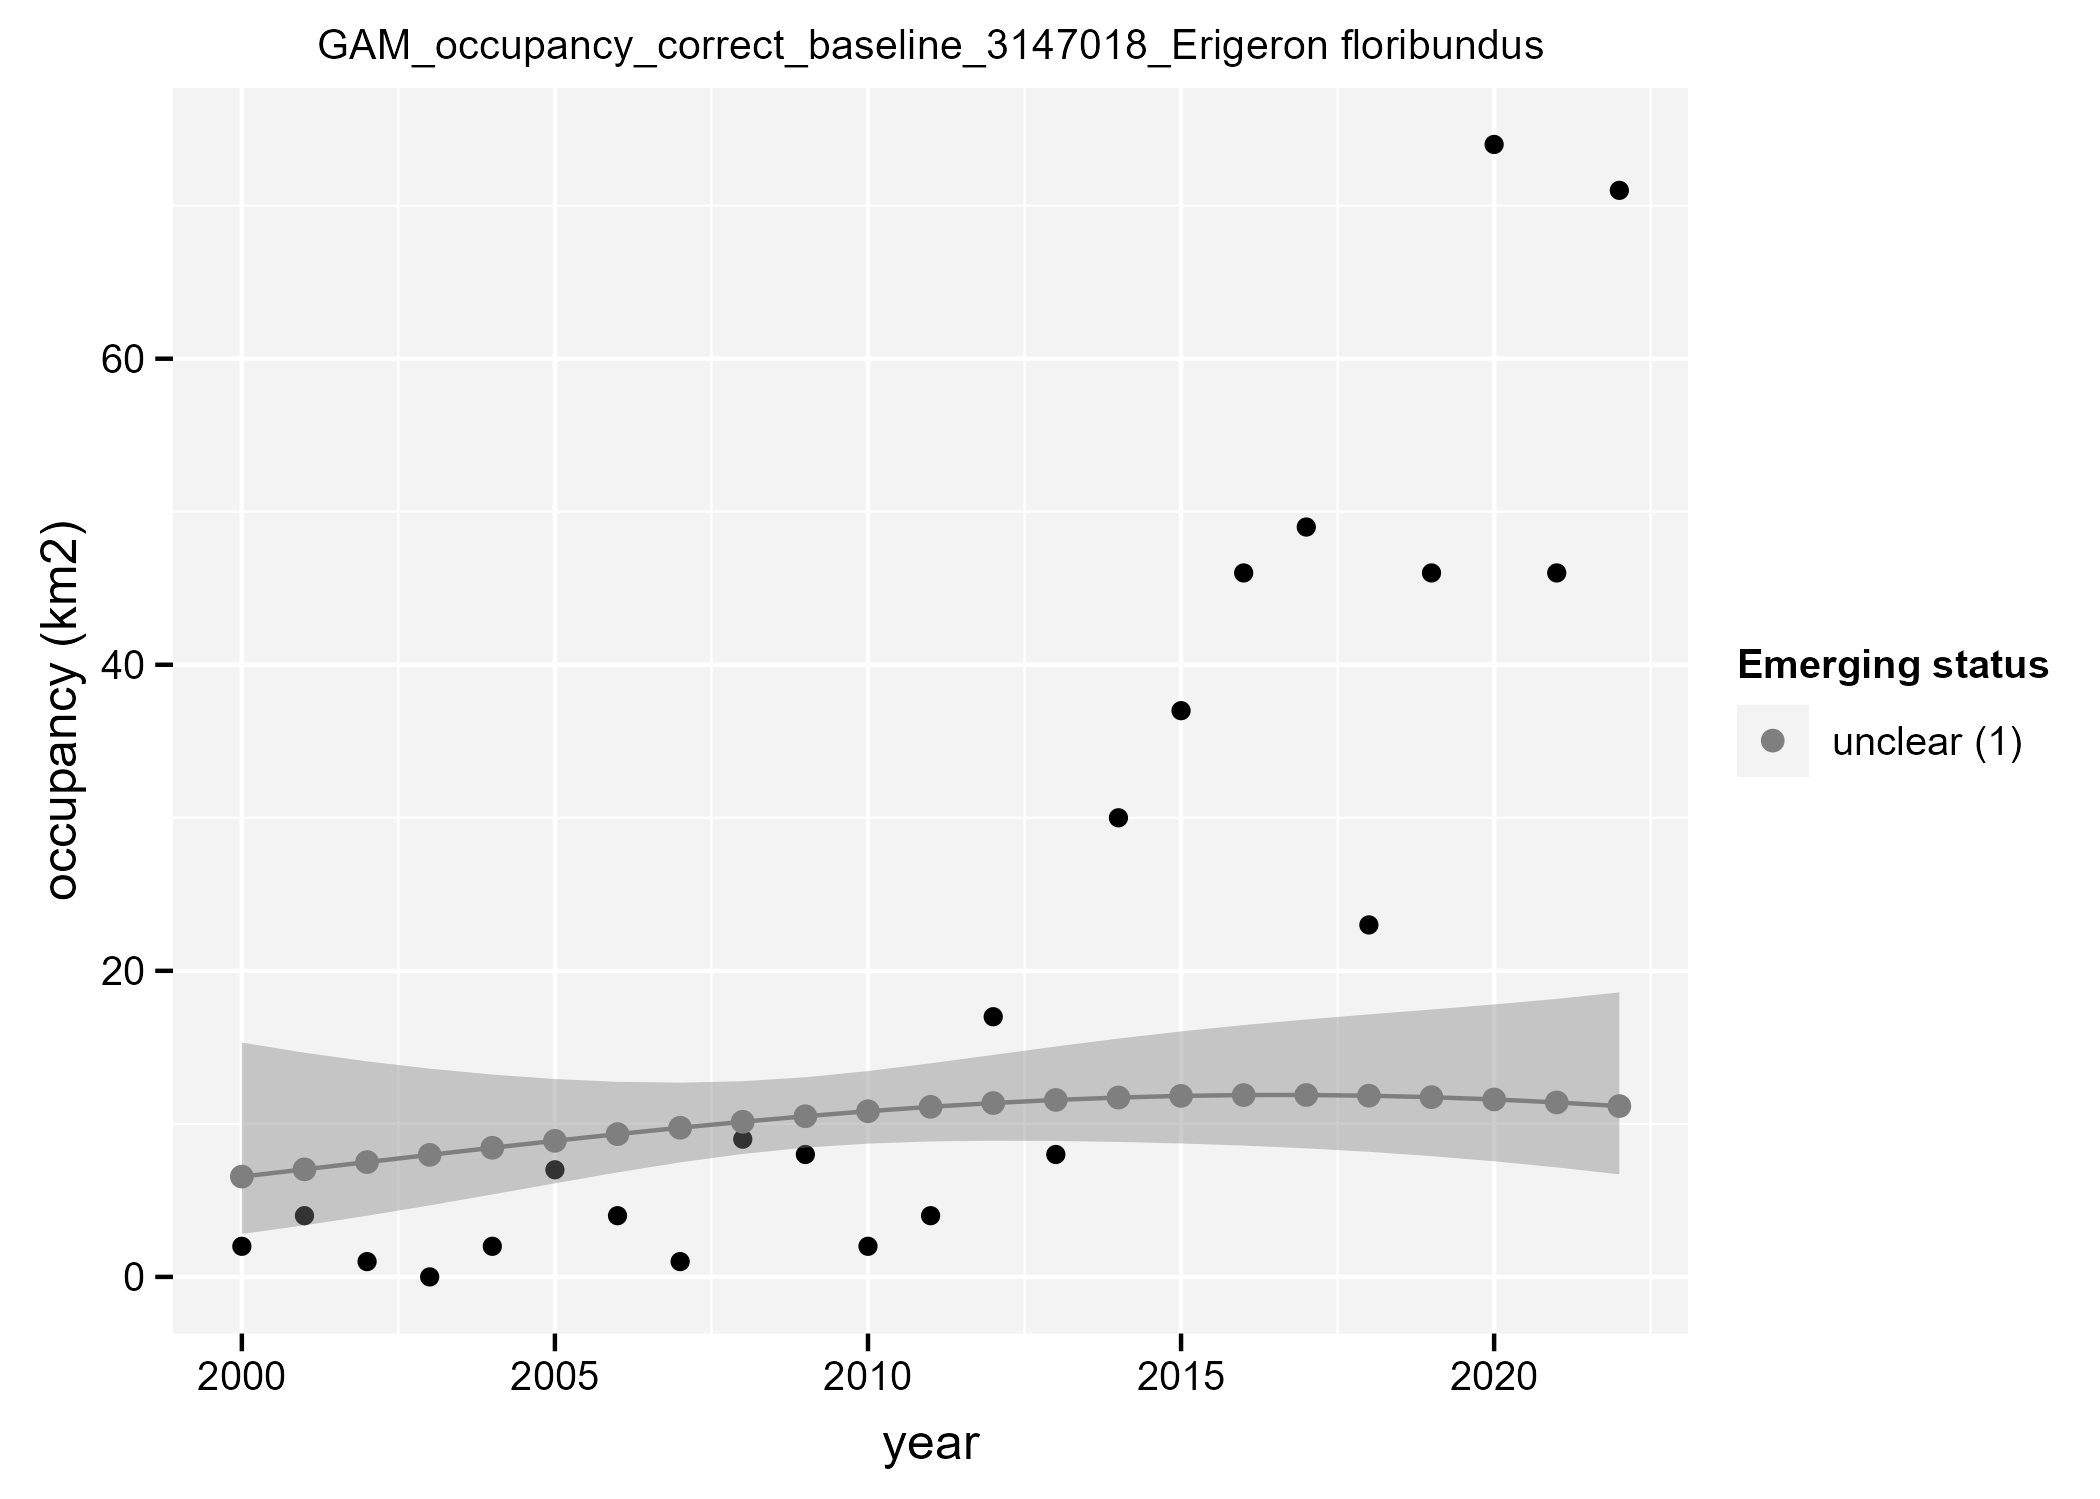 GAM_occupancy_correct_baseline_3147018_Erigeron floribundus
occupancy (km2)
60
40
20
0
2000 2005 2010 2015 2020
year
Emerging status
unclear (1)